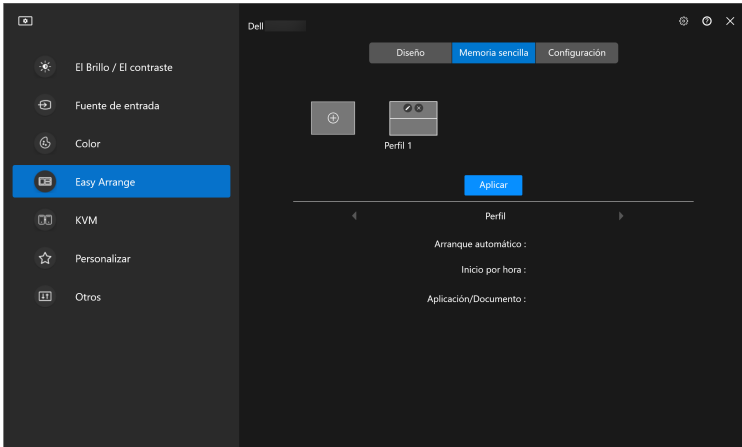 Dell
Diseño
Memoria sencilla
Configuración
El Brillo / El contraste
Fuente de entrada
Color
Easy Arrange
KVM
Personalizar
Otros
Perfil 1
Aplicar
Perfil
Arranque automático :
Inicio por hora :
Aplicación/Documento :